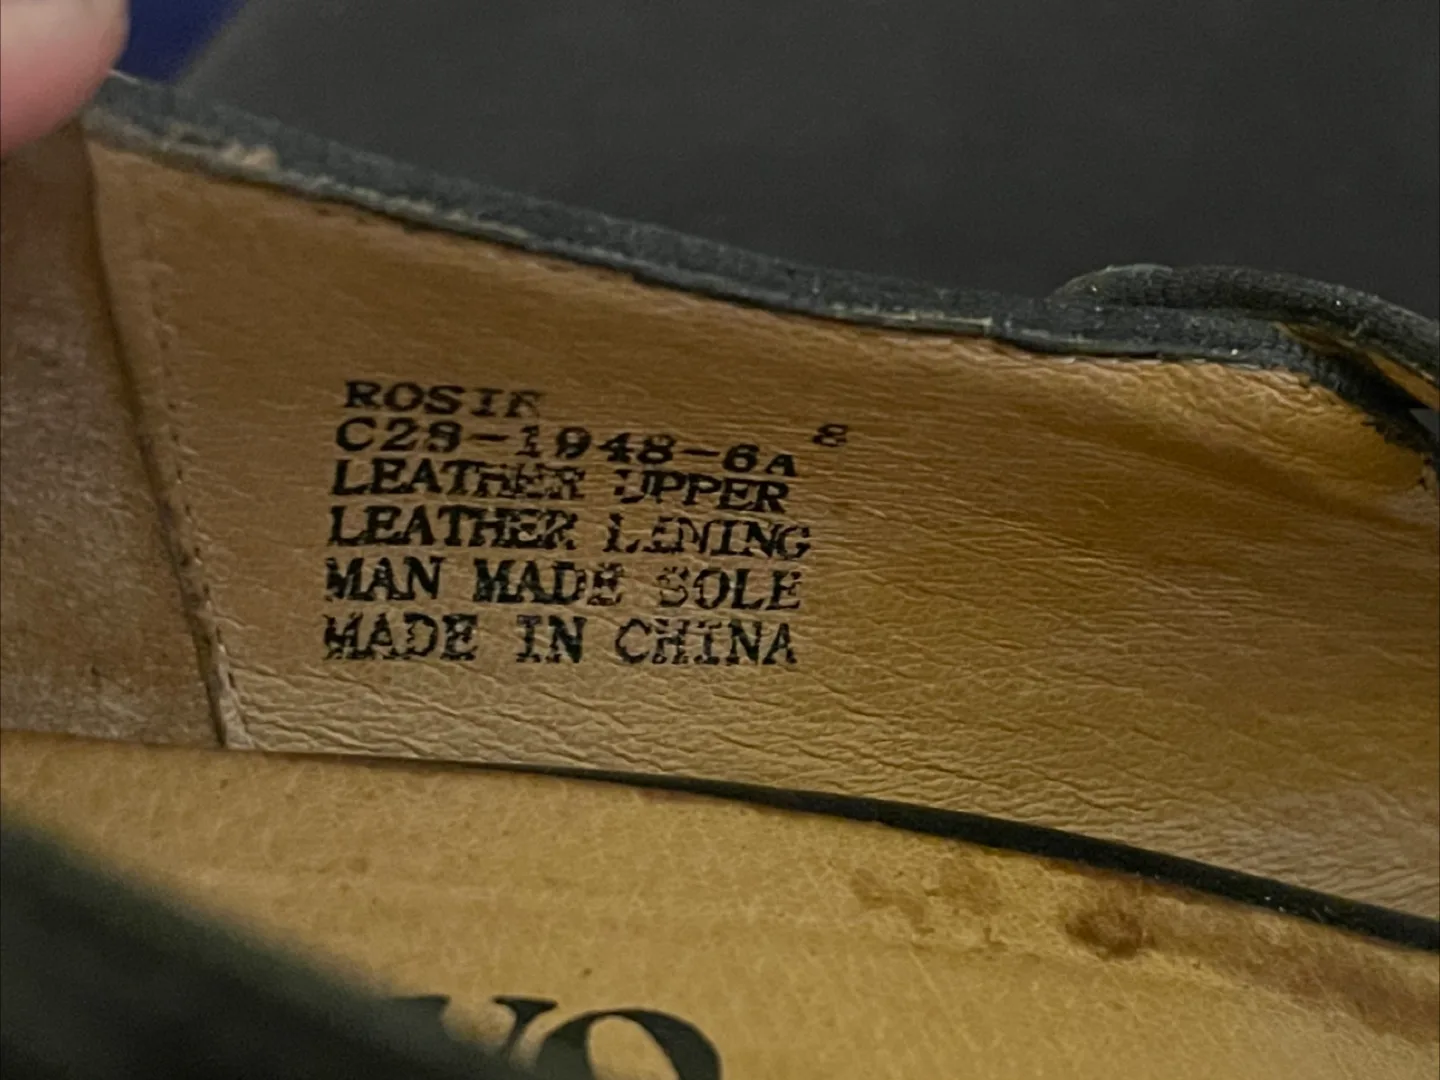 ROSIE
C28-1948-6A 8
LEATHER UPPER
LEATHER LINING
MAN MADE SOLE
MADE IN CHINA